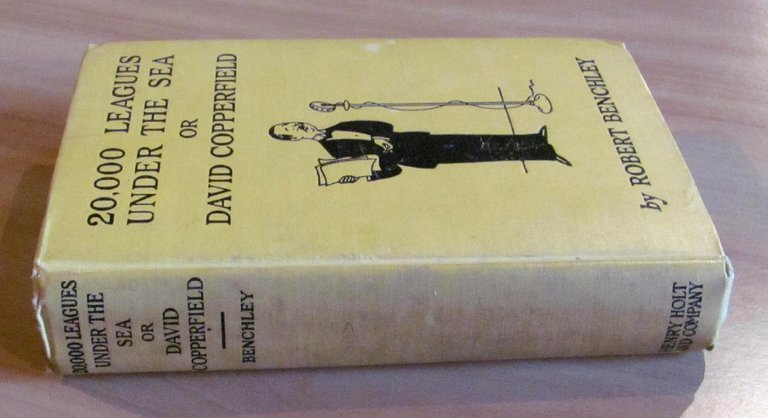 20,000 LEAGUES
UNDER THE SEA
OR
DAVID COPPERFIELD
by ROBERT BENCHLEY
20,000 LEAGUES
UNDER THE
SEA
OR
DAVID
COPPERFIELD
BENCHLEY
HENRY HOLT
AND COMPANY